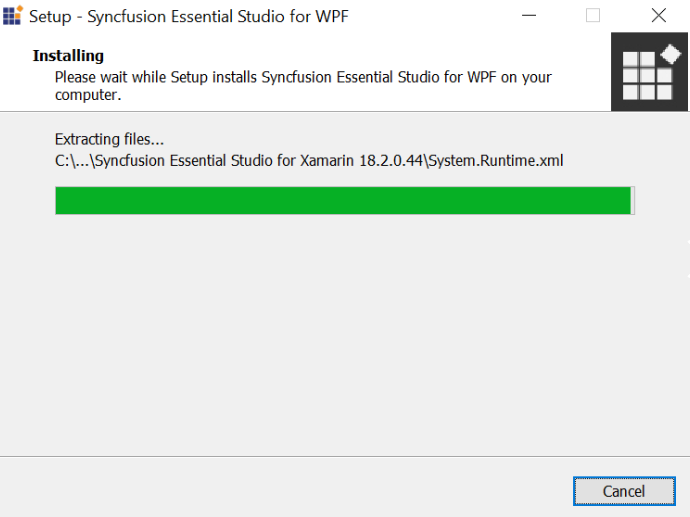 Setup - Syncfusion Essential Studio for WPF
Installing
Please wait while Setup installs Syncfusion Essential Studio for WPF on your
computer.
Extracting files...
C:\...\Syncfusion Essential Studio for Xamarin 18.2.0.44\System.Runtime.xml
Cancel